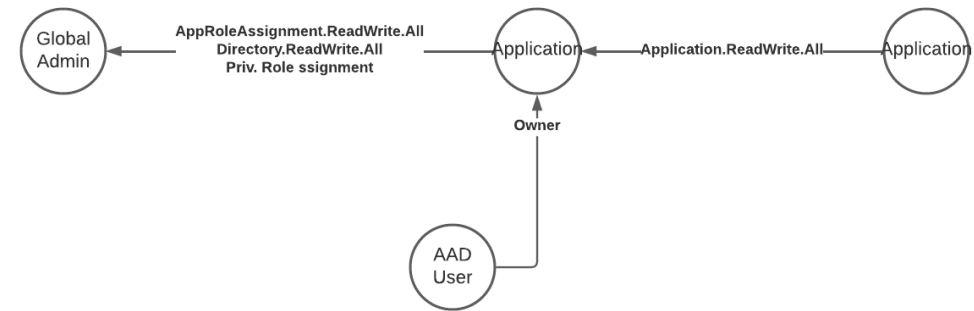 Global
Admin
AppRoleAssignment.ReadWrite.All
Directory.ReadWrite.All
Priv. Role ssignment
Application
Application.ReadWrite.All
Application
Owner
AAD
User